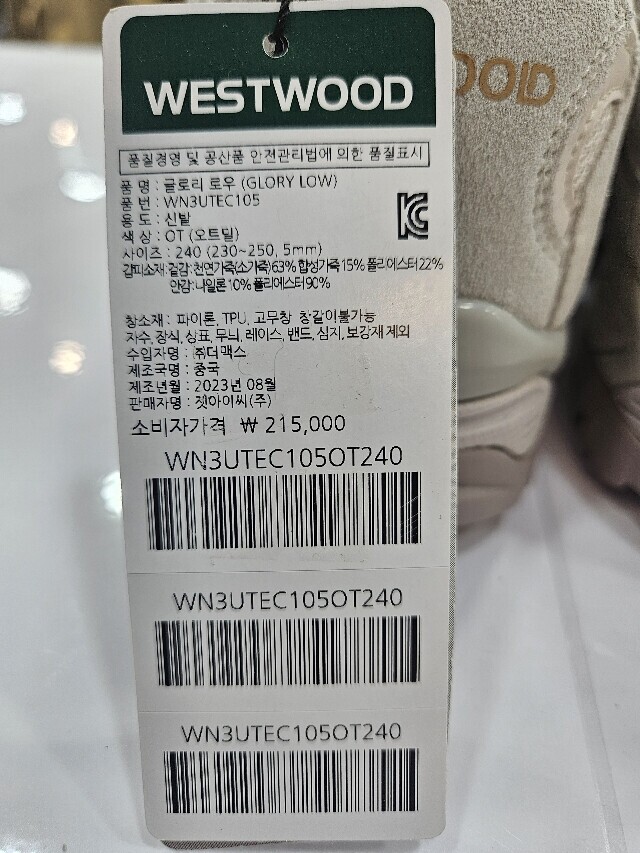 WESTWOOD
OOD
품질경영 및 공산품 안전관리법에 의한 품질표시
품 명 : 글로리 로우 (GLORY LOW)
품 번 : WN3UTEC105
용 도 : 신발
색 상 : OT (오트밀)
사이즈 : 240 (230~250, 5mm)
갑피소재 : 겉감: 천연가죽(소가죽)63% 합성가죽 15% 폴리에스터 22%
안감: 나일론 10% 폴리에스터 90%
창소재 : 파이론, TPU, 고무창 창갈이불가능
자수, 장식, 상표, 무늬, 레이스, 밴드, 심지, 보강재 제외
수입자명 : ㈜더맥스
제조국명 : 중국
제조년월 : 2023년 08월
판매자명 : 젯아이씨(주)
소비자가격 ₩ 215,000
WN3UTEC105OT240
WN3UTEC105OT240
WN3UTEC105OT240